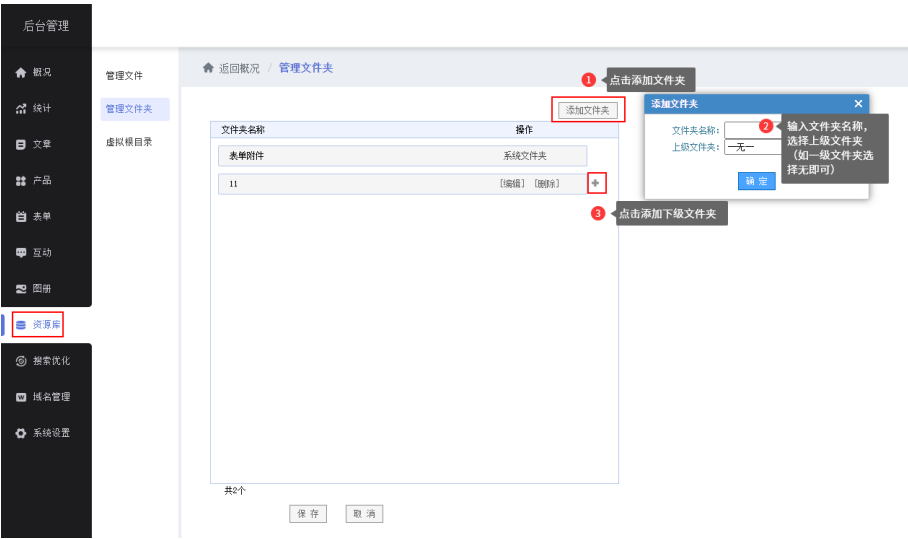 后台管理
概况
统计
文章
产品
表单
互动
图册
资源库
搜索优化
域名管理
系统设置
管理文件
管理文件夹
虚拟根目录
返回概况 / 管理文件夹
1 点击添加文件夹
添加文件夹
文件夹名称 操作
表单附件 系统文件夹
11 [编辑] [删除] +
3 点击添加下级文件夹
共2个
保 存 取 消
添加文件夹 ×
文件夹名称：
上级文件夹： —无—
2 输入文件夹名称，
选择上级文件夹
（如一级文件夹选
择无即可）
确 定